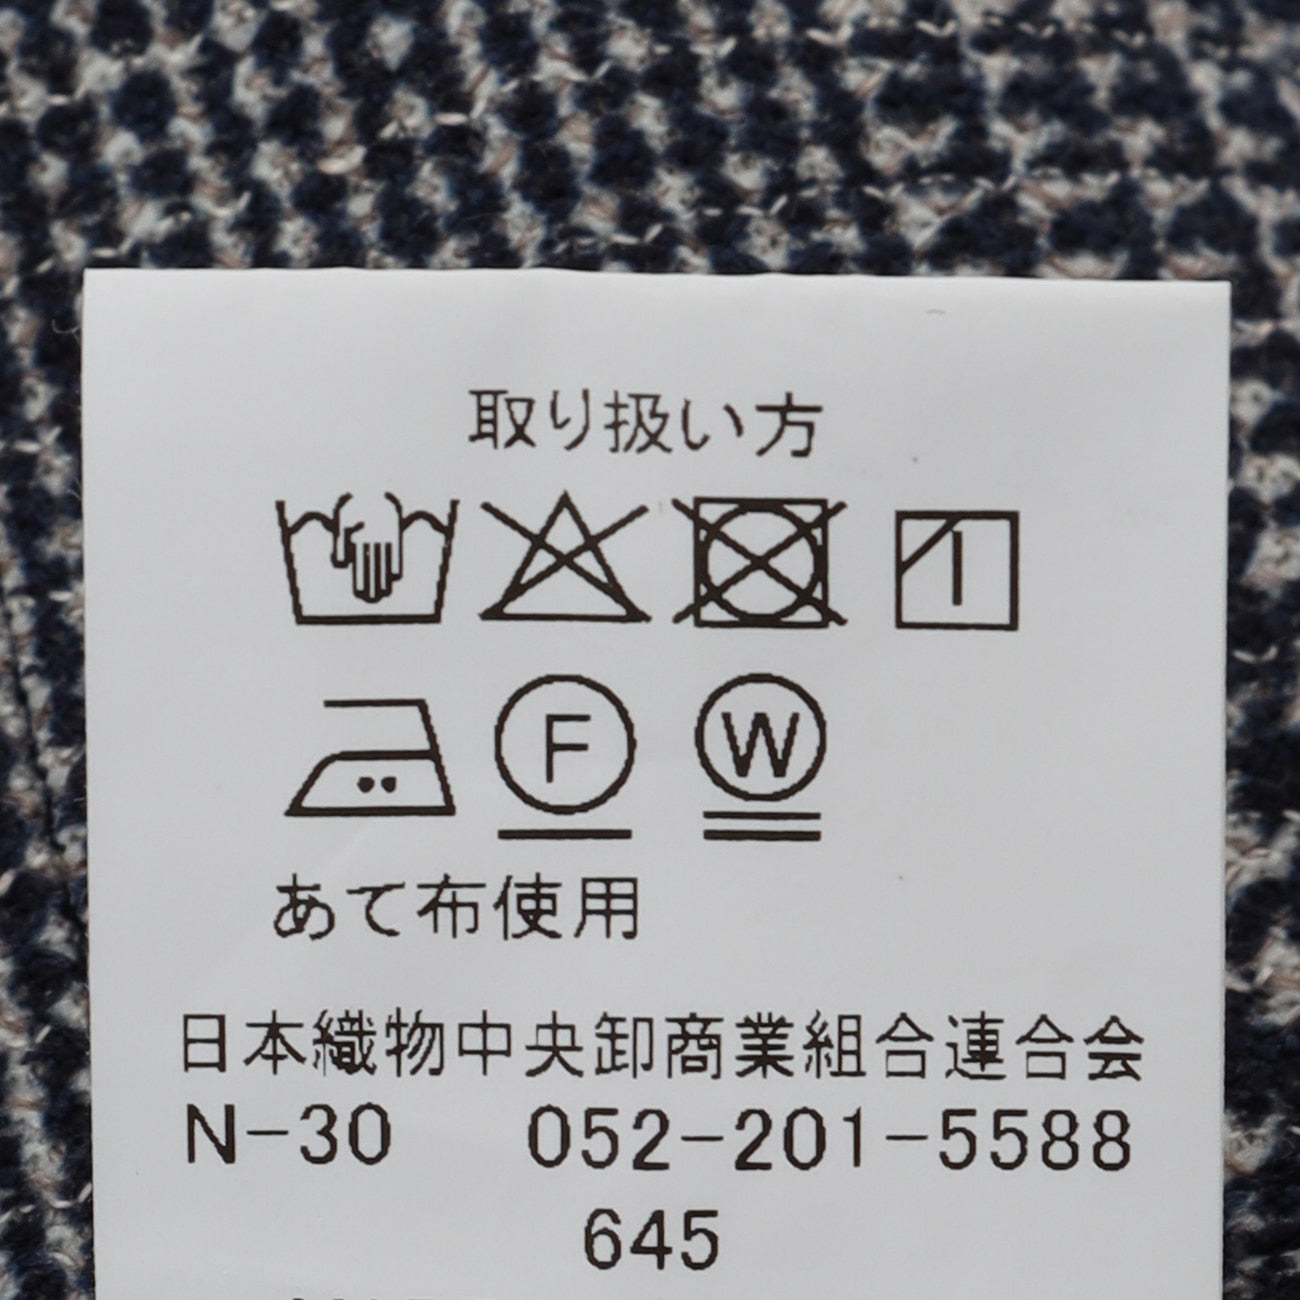 取り扱い方
F W
あて布使用
日本織物中央卸商業組合連合会
N-30 052-201-5588
645